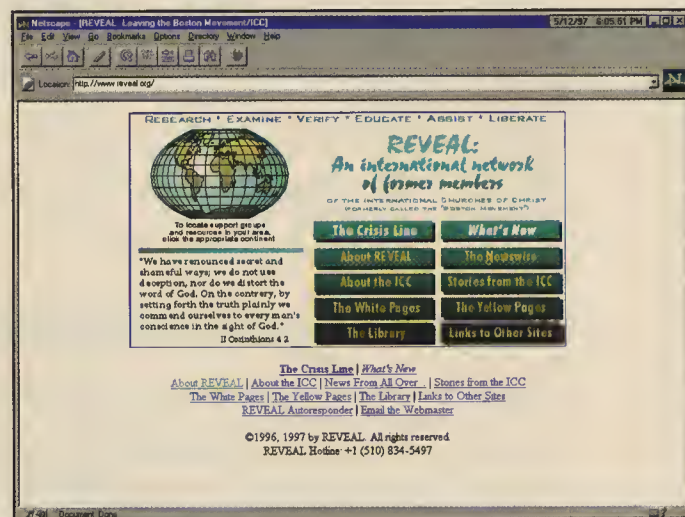 Netscape - [REVEAL Leaving the Boston Movement/ICC]
5/12/97 6:05:51 PM
File Edit View Go Bookmarks Options Directory Window Help
Location: http://www.reveal.org/
N
RESEARCH * EXAMINE * VERIFY * EDUCATE * ASSIST * LIBERATE
REVEAL:
An international network
of former members
OF THE INTERNATIONAL CHURCHES OF CHRIST
(FORMERLY CALLED THE "BOSTON MOVEMENT")
To locate support groups
and resources in your area,
click the appropriate continent
"We have renounced secret and
shameful ways; we do not use
deception, nor do we distort the
word of God. On the contrary, by
setting forth the truth plainly we
commend ourselves to every man's
conscience in the sight of God."
II Corinthians 4:2
The Crisis Line What's New
About REVEAL The Newswire
About the ICC Stories from the ICC
The White Pages The Yellow Pages
The Library Links to Other Sites
The Crisis Line | What's New
About REVEAL | About the ICC | News From All Over... | Stories from the ICC
The White Pages | The Yellow Pages | The Library | Links to Other Sites
REVEAL Autoresponder | Email the Webmaster
©1996, 1997 by REVEAL. All rights reserved.
REVEAL Hotline: +1 (510) 834-5497
Document: Done